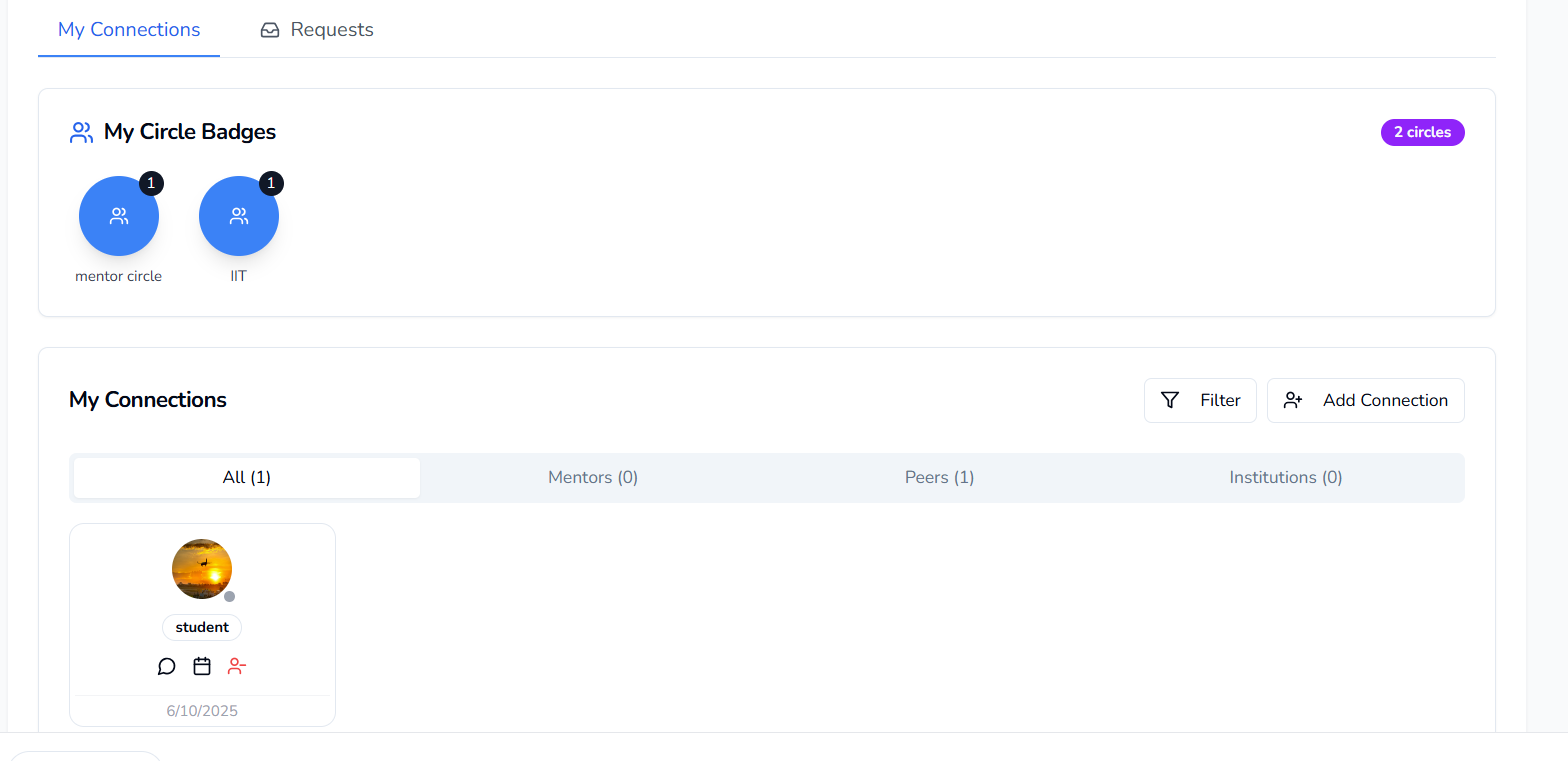 My Connections Requests
My Circle Badges 2 circles
1 1
mentor circle IIT
My Connections Filter Add Connection
All (1) Mentors (0) Peers (1) Institutions (0)
student
6/10/2025